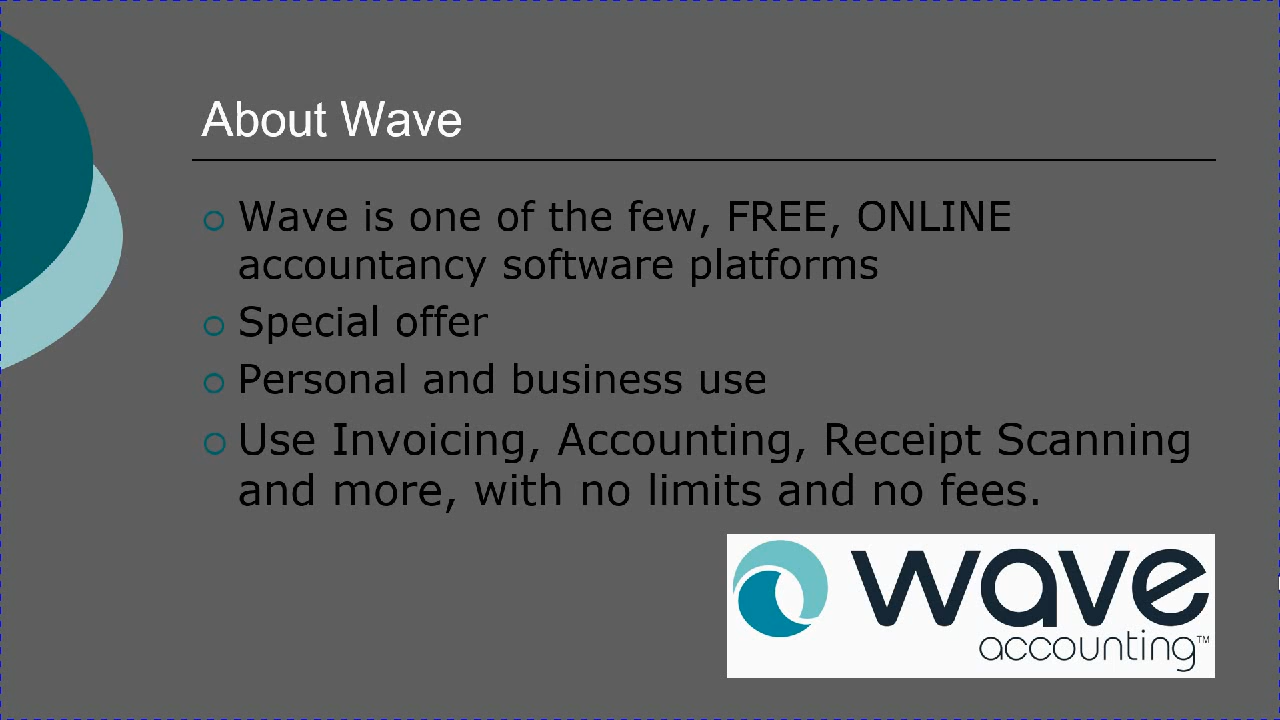 About Wave
Wave is one of the few, FREE, ONLINE
accountancy software platforms
Special offer
Personal and business use
Use Invoicing, Accounting, Receipt Scanning
and more, with no limits and no fees.
wave
accounting™